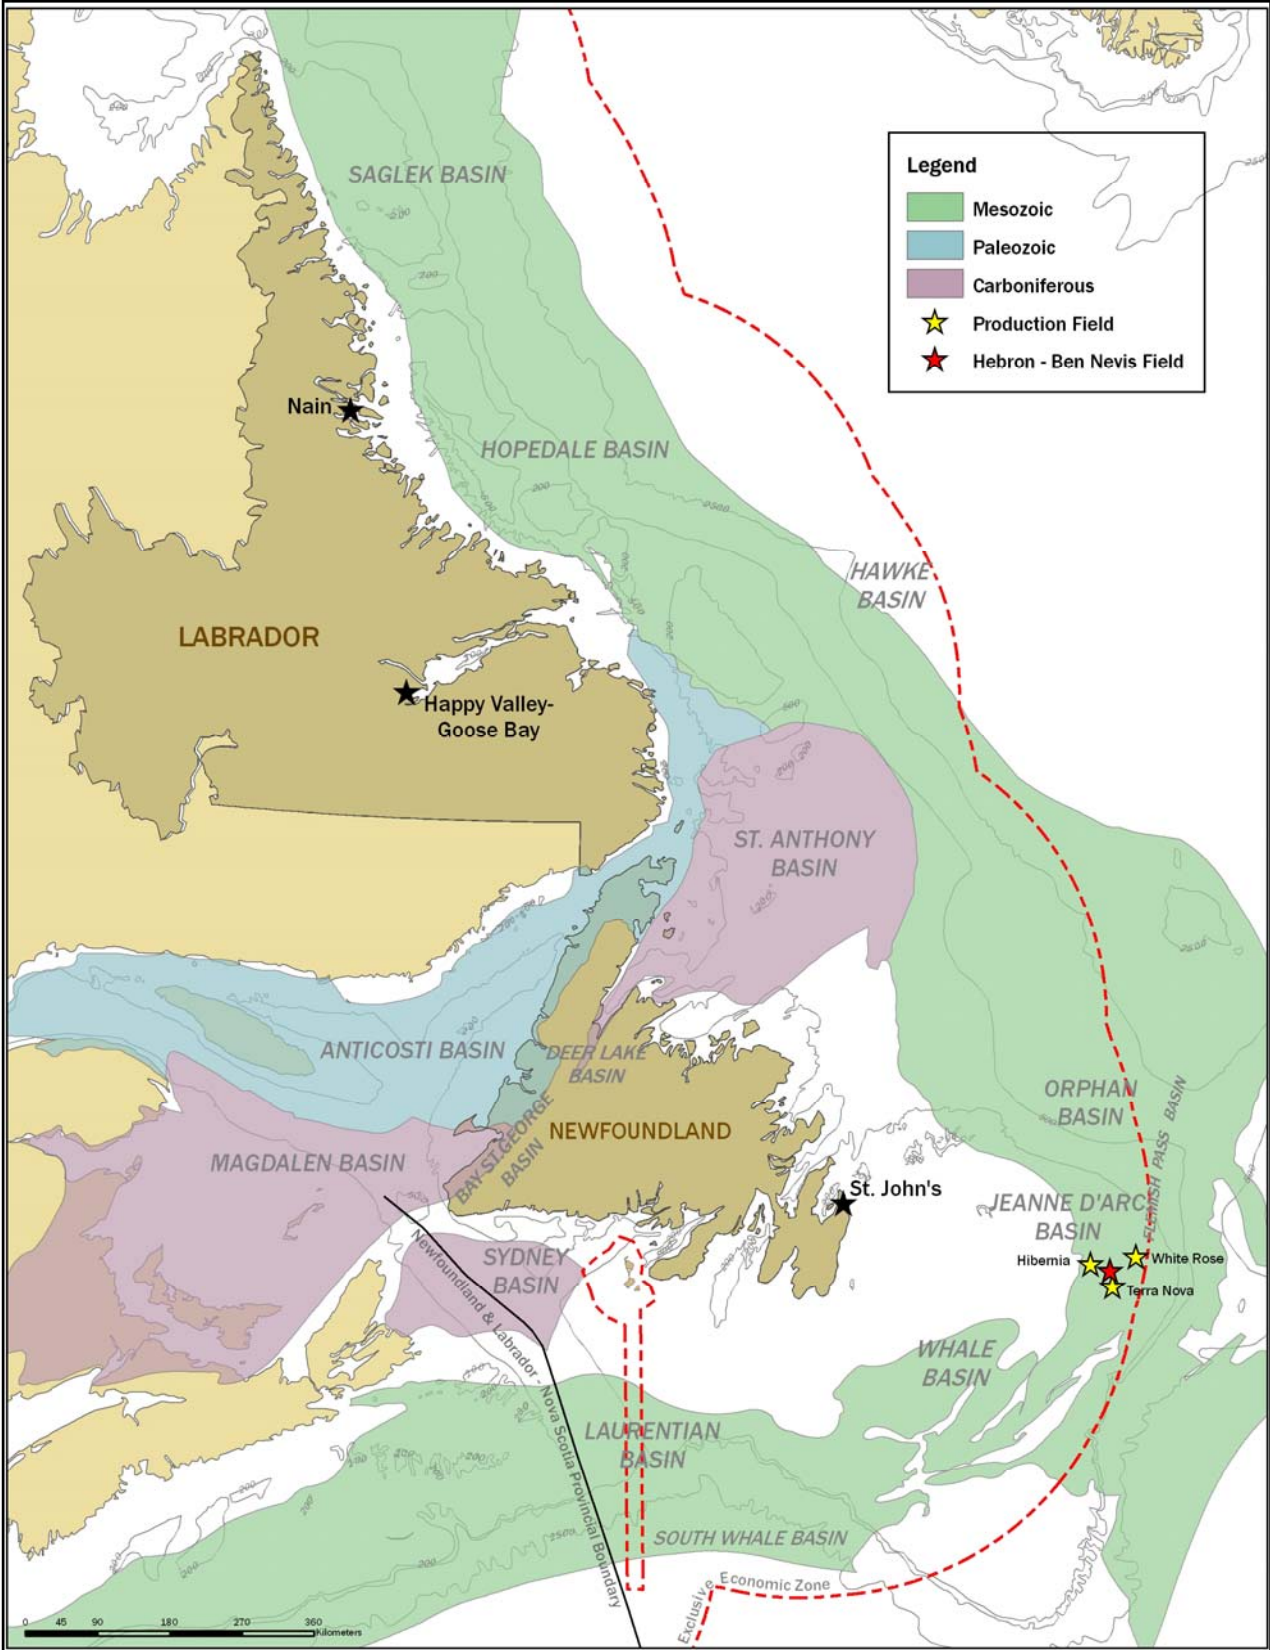 SAGLEK BASIN
Legend
Mesozoic
Paleozoic
Carboniferous
Production Field
Hebron - Ben Nevis Field
Nain
HOPEDALE BASIN
HAWKE
BASIN
LABRADOR
Happy Valley-
Goose Bay
ST. ANTHONY
BASIN
ANTICOSTI BASIN
DEER LAKE
BASIN
ORPHAN
BASIN
FLEMISH PASS BASIN
NEWFOUNDLAND
MAGDALEN BASIN
BAY ST.GEORGE
BASIN
St. John's
JEANNE D'ARC
BASIN
Hibernia
White Rose
Terra Nova
SYDNEY
BASIN
Newfoundland & Labrador - Nova Scotia Provincial Boundary
WHALE
BASIN
LAURENTIAN
BASIN
SOUTH WHALE BASIN
Exclusive Economic Zone
0 45 90 180 270 360
Kilometers